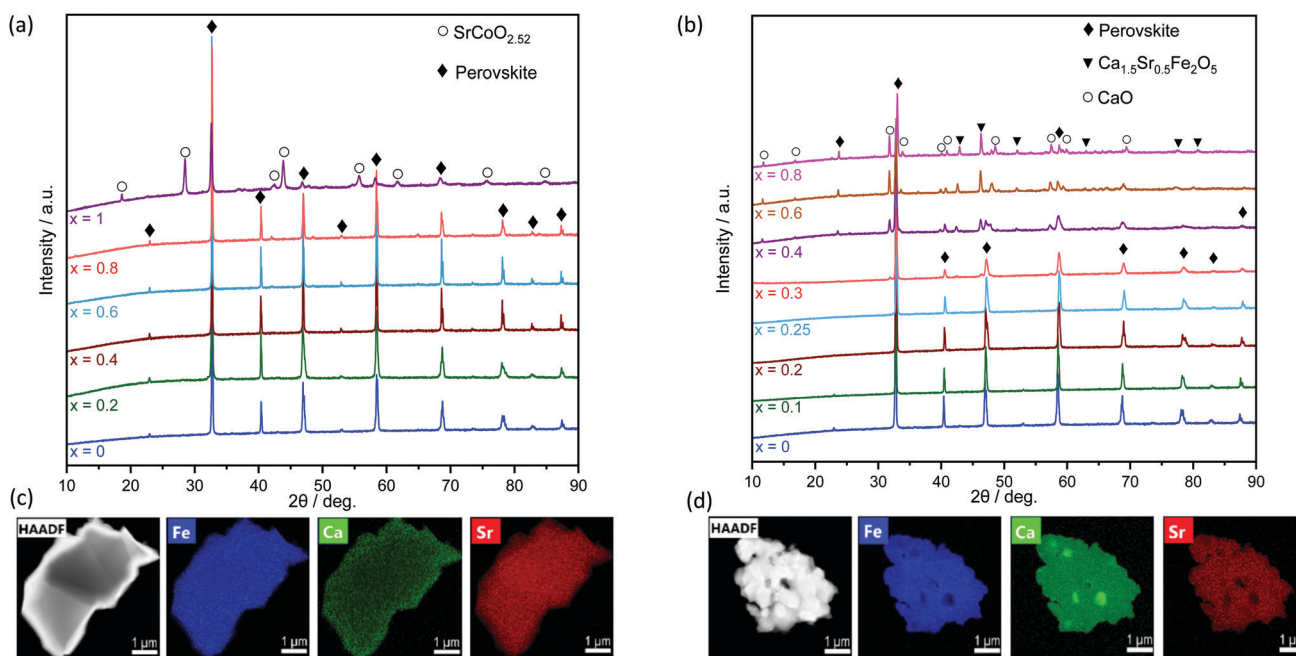 (a)
SrCoO2.52
Perovskite
Intensity / a.u.
x = 1
x = 0.8
x = 0.6
x = 0.4
x = 0.2
x = 0
10 20 30 40 50 60 70 80 90
2θ / deg.
(b)
Perovskite
Ca1.5Sr0.5Fe2O5
CaO
Intensity / a.u.
x = 0.8
x = 0.6
x = 0.4
x = 0.3
x = 0.25
x = 0.2
x = 0.1
x = 0
10 20 30 40 50 60 70 80 90
2θ / deg.
(c)
HAADF Fe Ca Sr
1 μm 1 μm 1 μm 1 μm
(d)
HAADF Fe Ca Sr
1 μm 1 μm 1 μm 1 μm